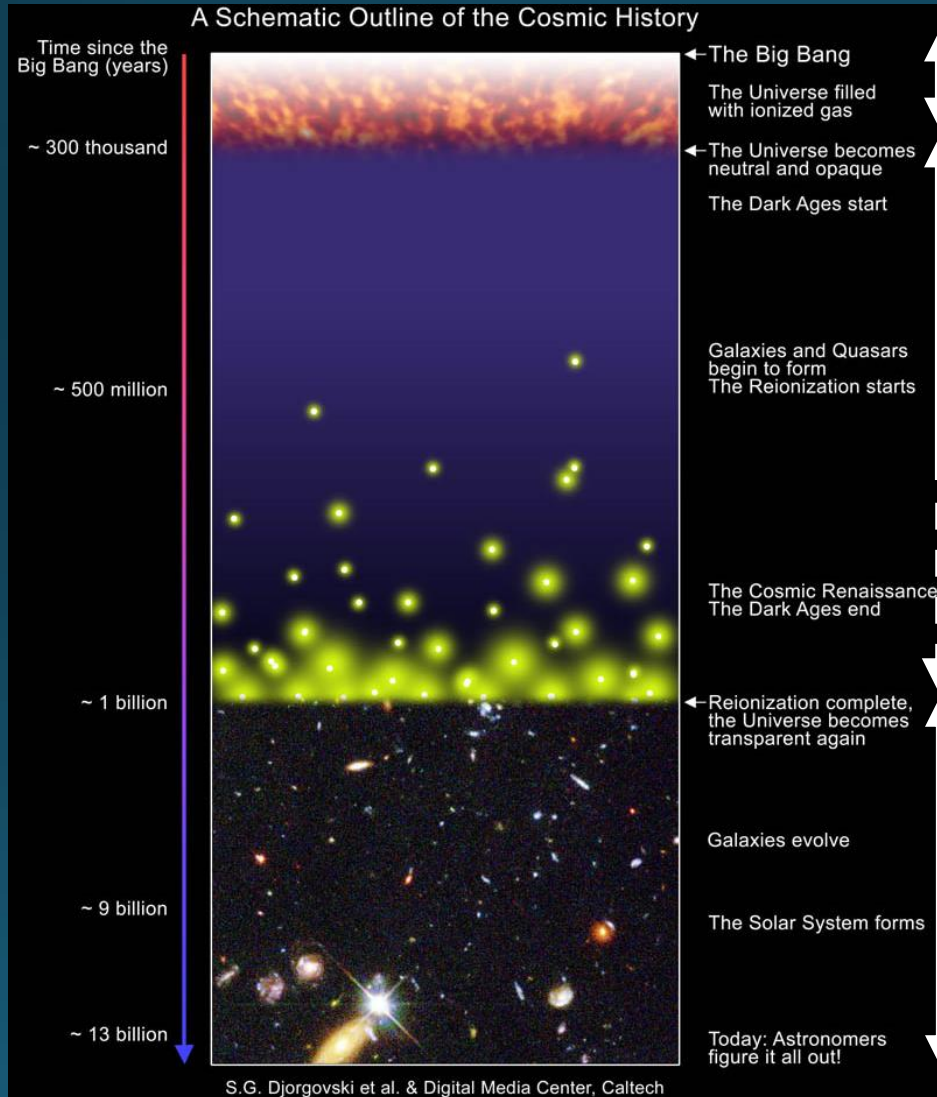 A Schematic Outline of the Cosmic History
Time since the
Big Bang (years)
The Big Bang
The Universe filled
with ionized gas
~ 300 thousand
The Universe becomes
neutral and opaque
The Dark Ages start
Galaxies and Quasars
begin to form
The Reionization starts
~ 500 million
The Cosmic Renaissance
The Dark Ages end
~ 1 billion
Reionization complete,
the Universe becomes
transparent again
Galaxies evolve
~ 9 billion
The Solar System forms
~ 13 billion
Today: Astronomers
figure it all out!
S.G. Djorgovski et al. & Digital Media Center, Caltech